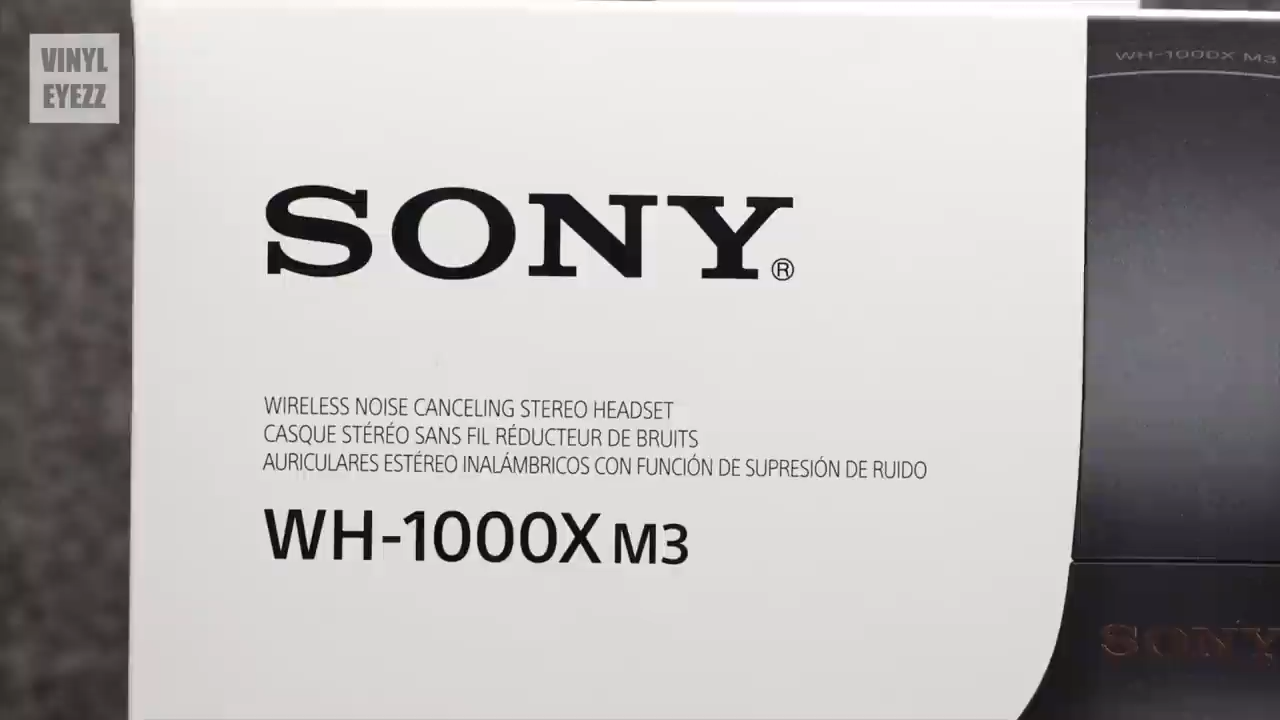 VINYL
EYEZZ
WH-1000X M3
SONY®
WIRELESS NOISE CANCELING STEREO HEADSET
CASQUE STÉRÉO SANS FIL RÉDUCTEUR DE BRUITS
AURICULARES ESTÉREO INALÁMBRICOS CON FUNCIÓN DE SUPRESIÓN DE RUIDO
WH-1000X M3
SONY